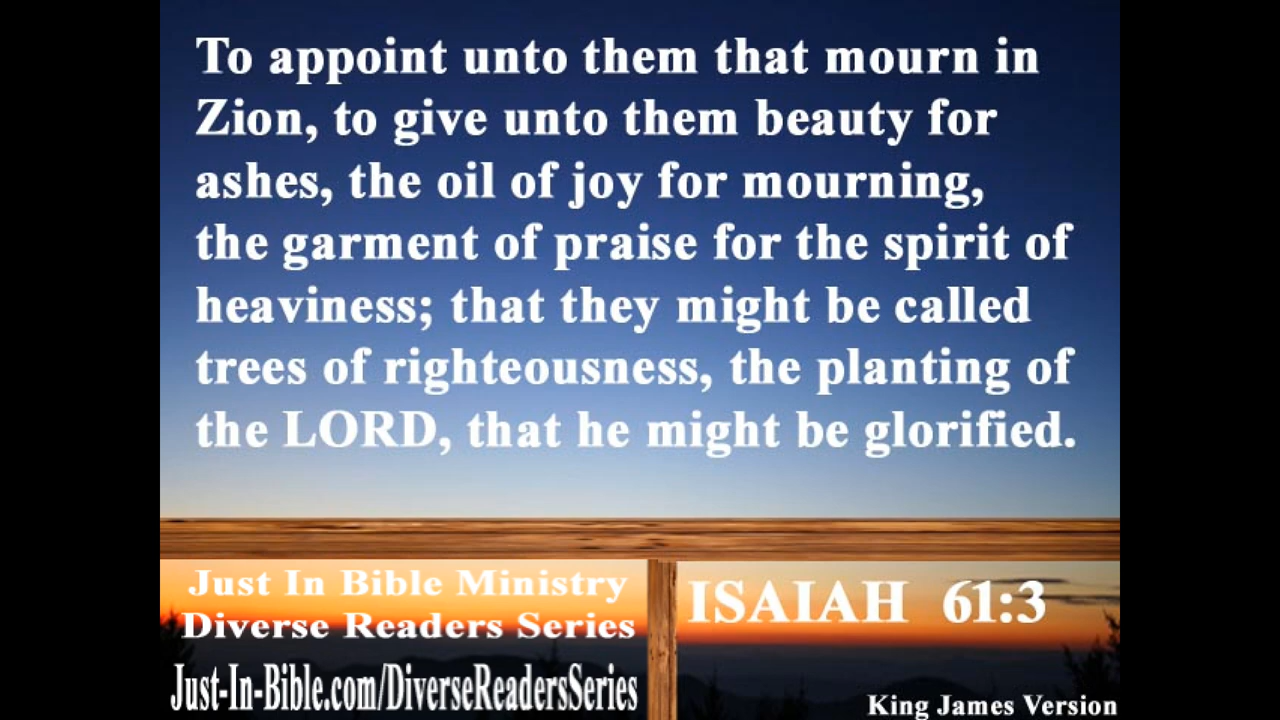 To appoint unto them that mourn in
Zion, to give unto them beauty for
ashes, the oil of joy for mourning,
the garment of praise for the spirit of
heaviness; that they might be called
trees of righteousness, the planting of
the LORD, that he might be glorified.
Just In Bible Ministry
Diverse Readers Series
Just-In-Bible.com/DiverseReadersSeries
ISAIAH 61:3
King James Version